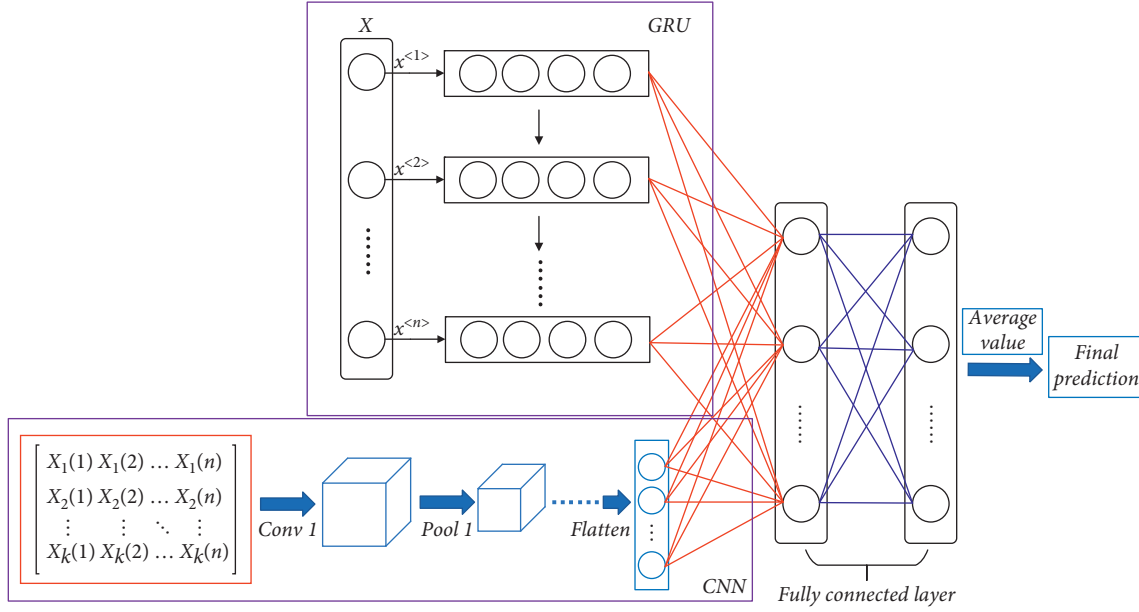 X
GRU
x<1>
x<2>
x<n>
Average
value
Final
prediction
X1(1) X1(2) … X1(n)
X2(1) X2(2) … X2(n)
⋮ ⋮ ⋱ ⋮
Xk(1) Xk(2) … Xk(n)
Conv 1
Pool 1
Flatten
CNN
Fully connected layer